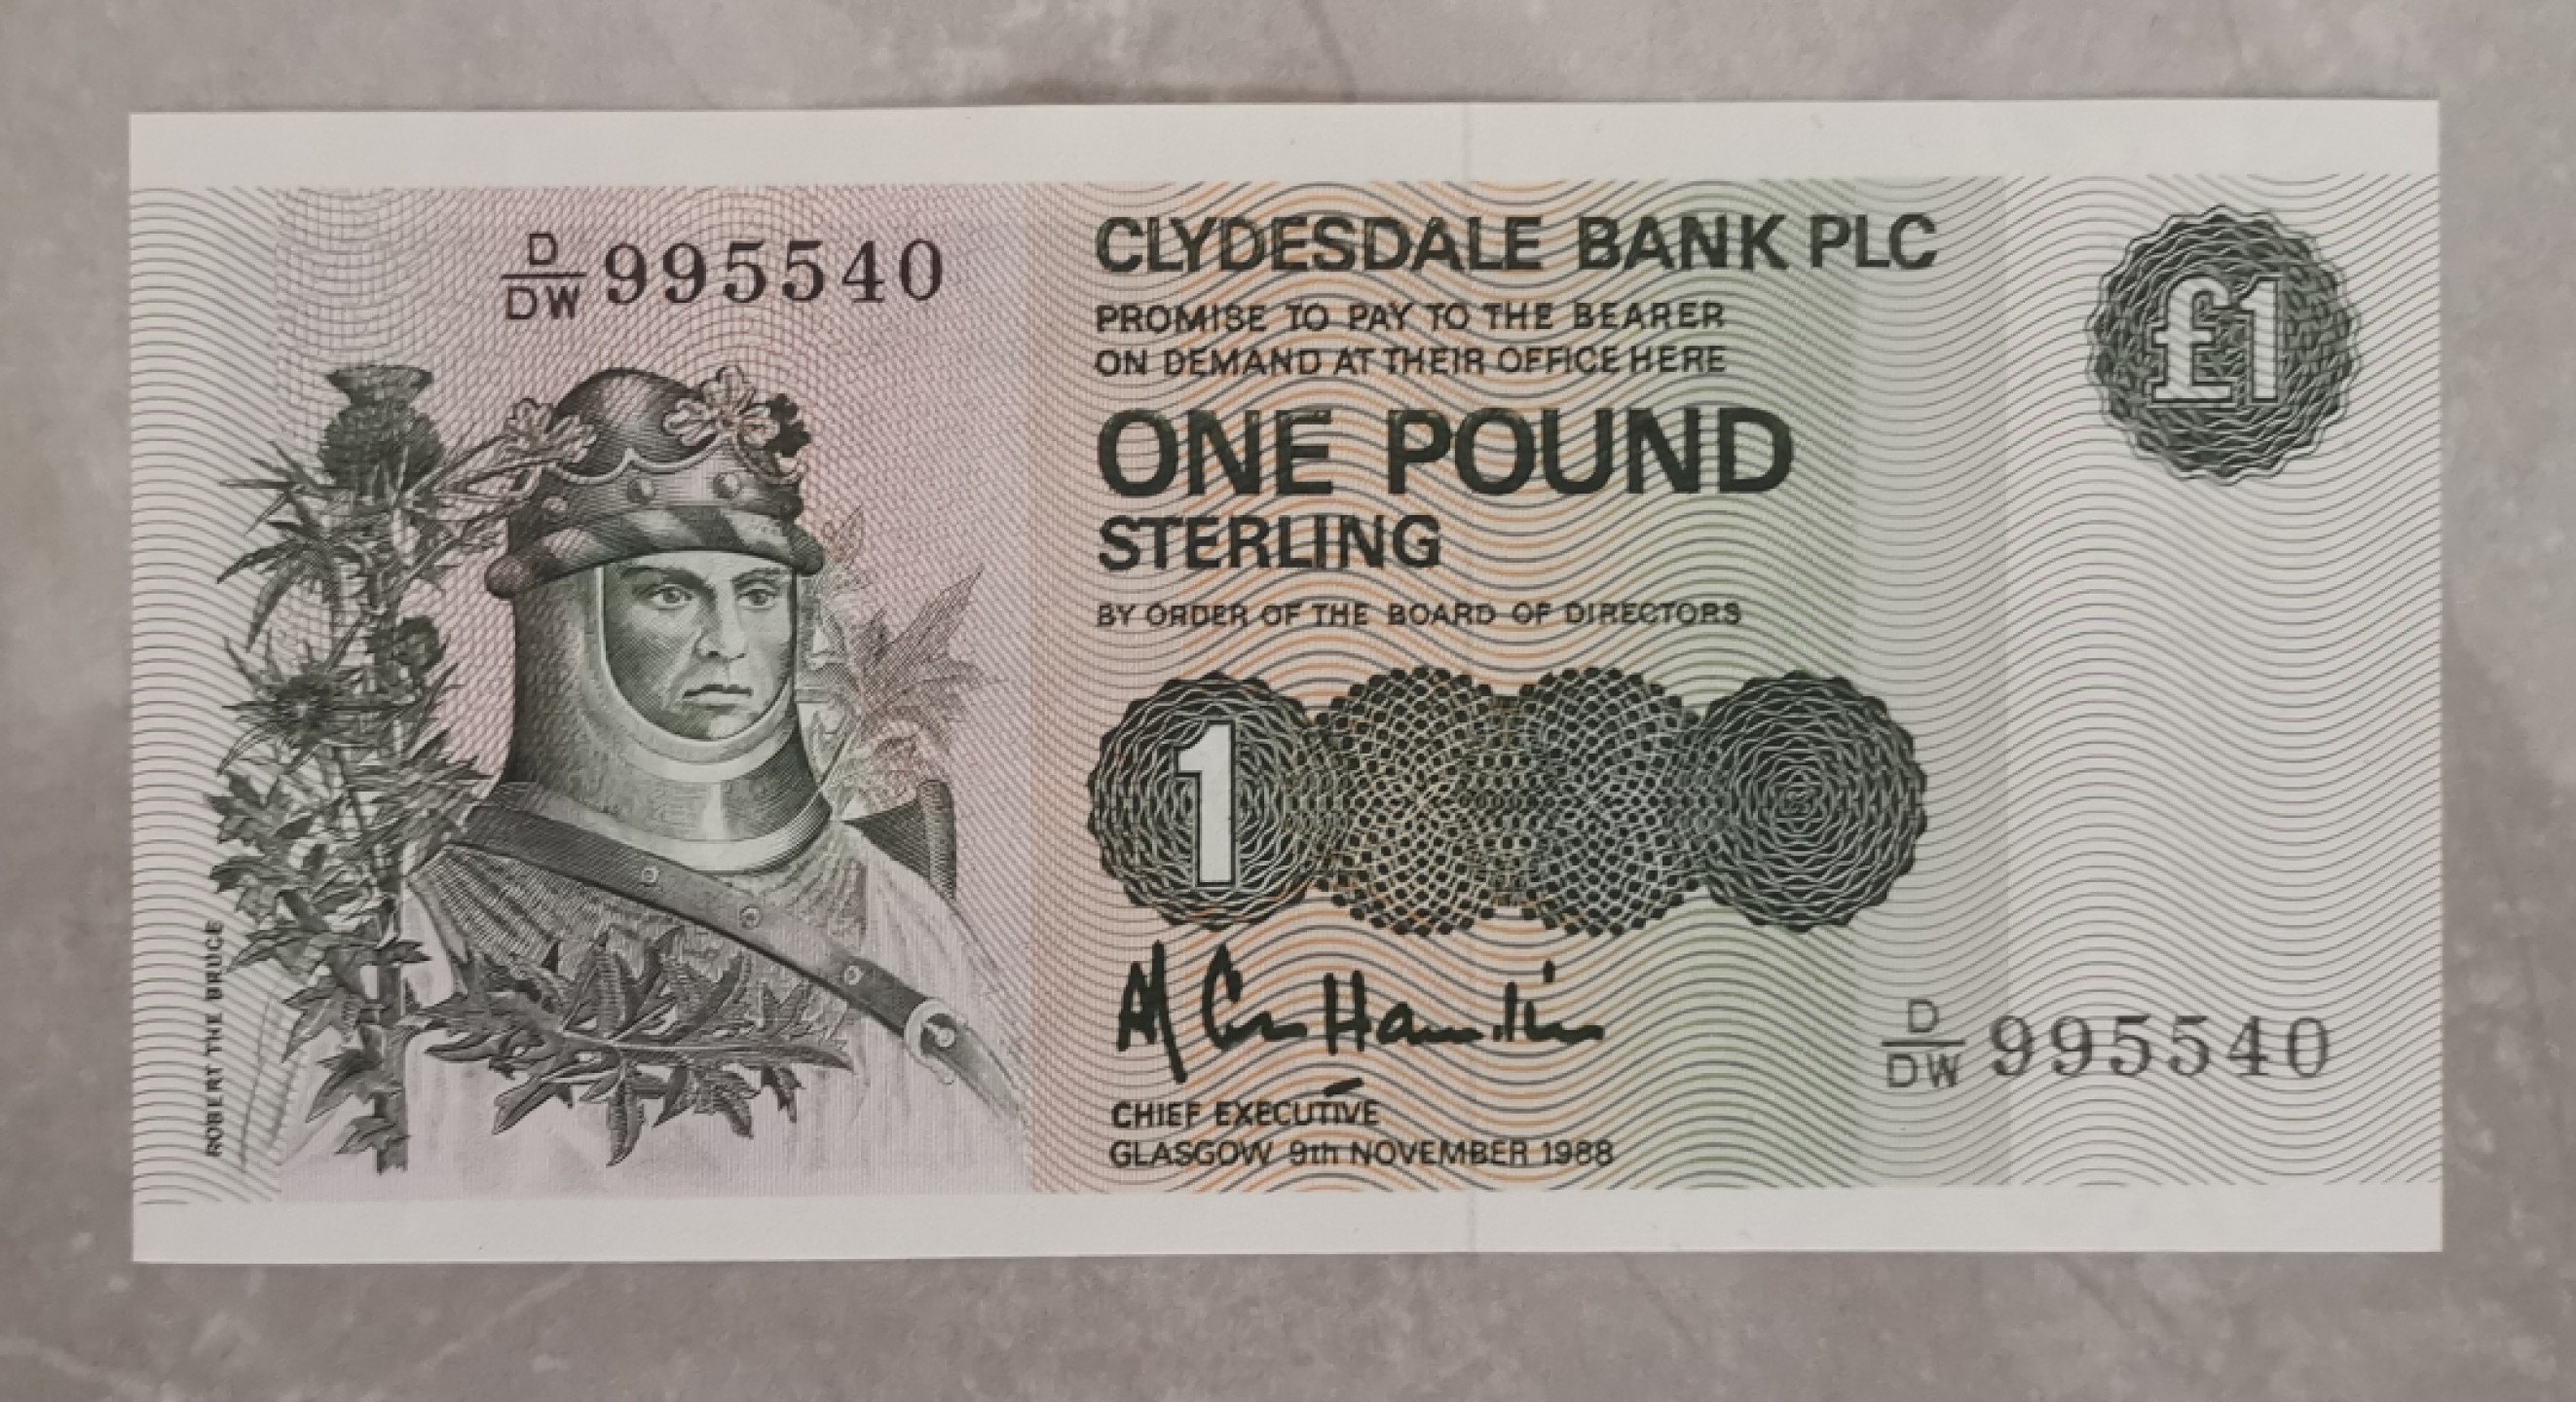 D
DW 995540
CLYDESDALE BANK PLC
PROMISE TO PAY TO THE BEARER
ON DEMAND AT THEIR OFFICE HERE
ONE POUND
STERLING
BY ORDER OF THE BOARD OF DIRECTORS
£1
1
CHIEF EXECUTIVE
GLASGOW 9th NOVEMBER 1988
D
DW 995540
ROBERT THE BRUCE